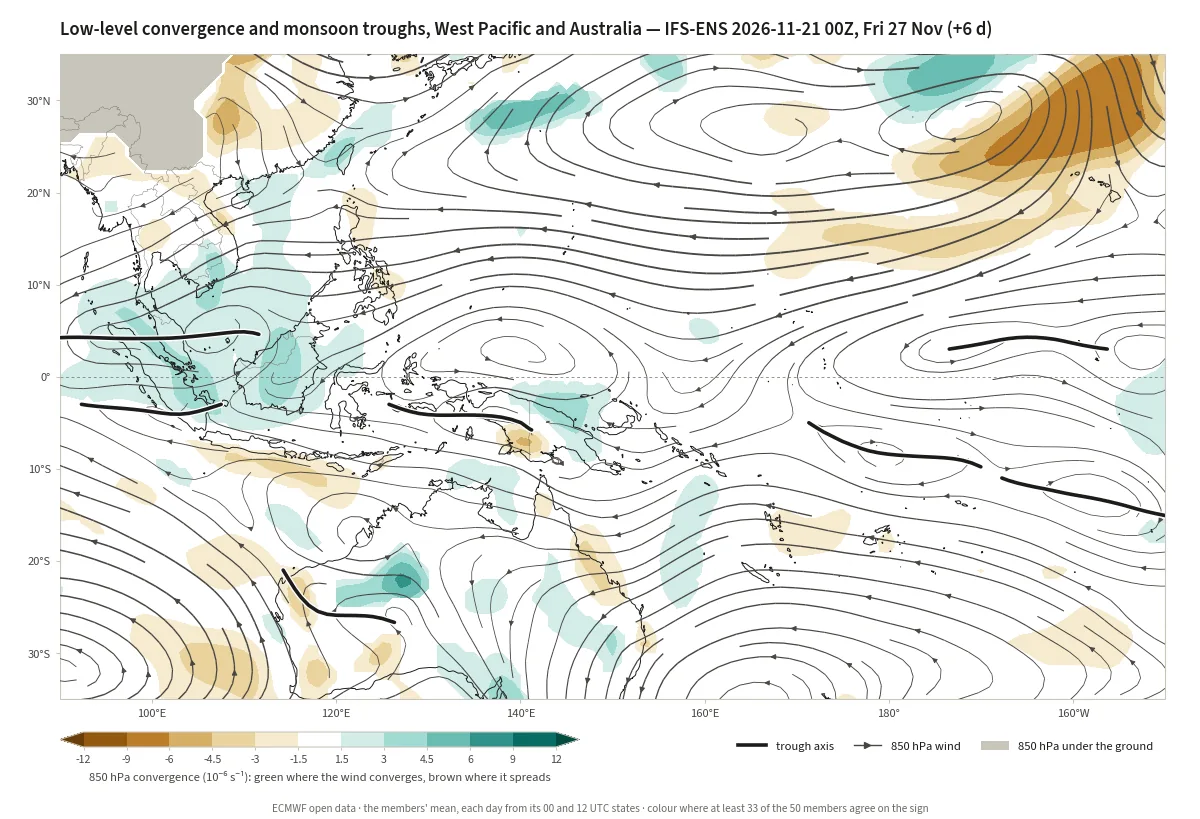 Low-level convergence and monsoon troughs, West Pacific and Australia — IFS-ENS 2026-11-21 00Z, Fri 27 Nov (+6 d)
30°N
20°N
10°N
0°
10°S
20°S
30°S
100°E 120°E 140°E 160°E 180° 160°W
-12 -9 -6 -4.5 -3 -1.5 1.5 3 4.5 6 9 12
850 hPa convergence (10⁻⁶ s⁻¹): green where the wind converges, brown where it spreads
trough axis 850 hPa wind 850 hPa under the ground
ECMWF open data · the members' mean, each day from its 00 and 12 UTC states · colour where at least 33 of the 50 members agree on the sign